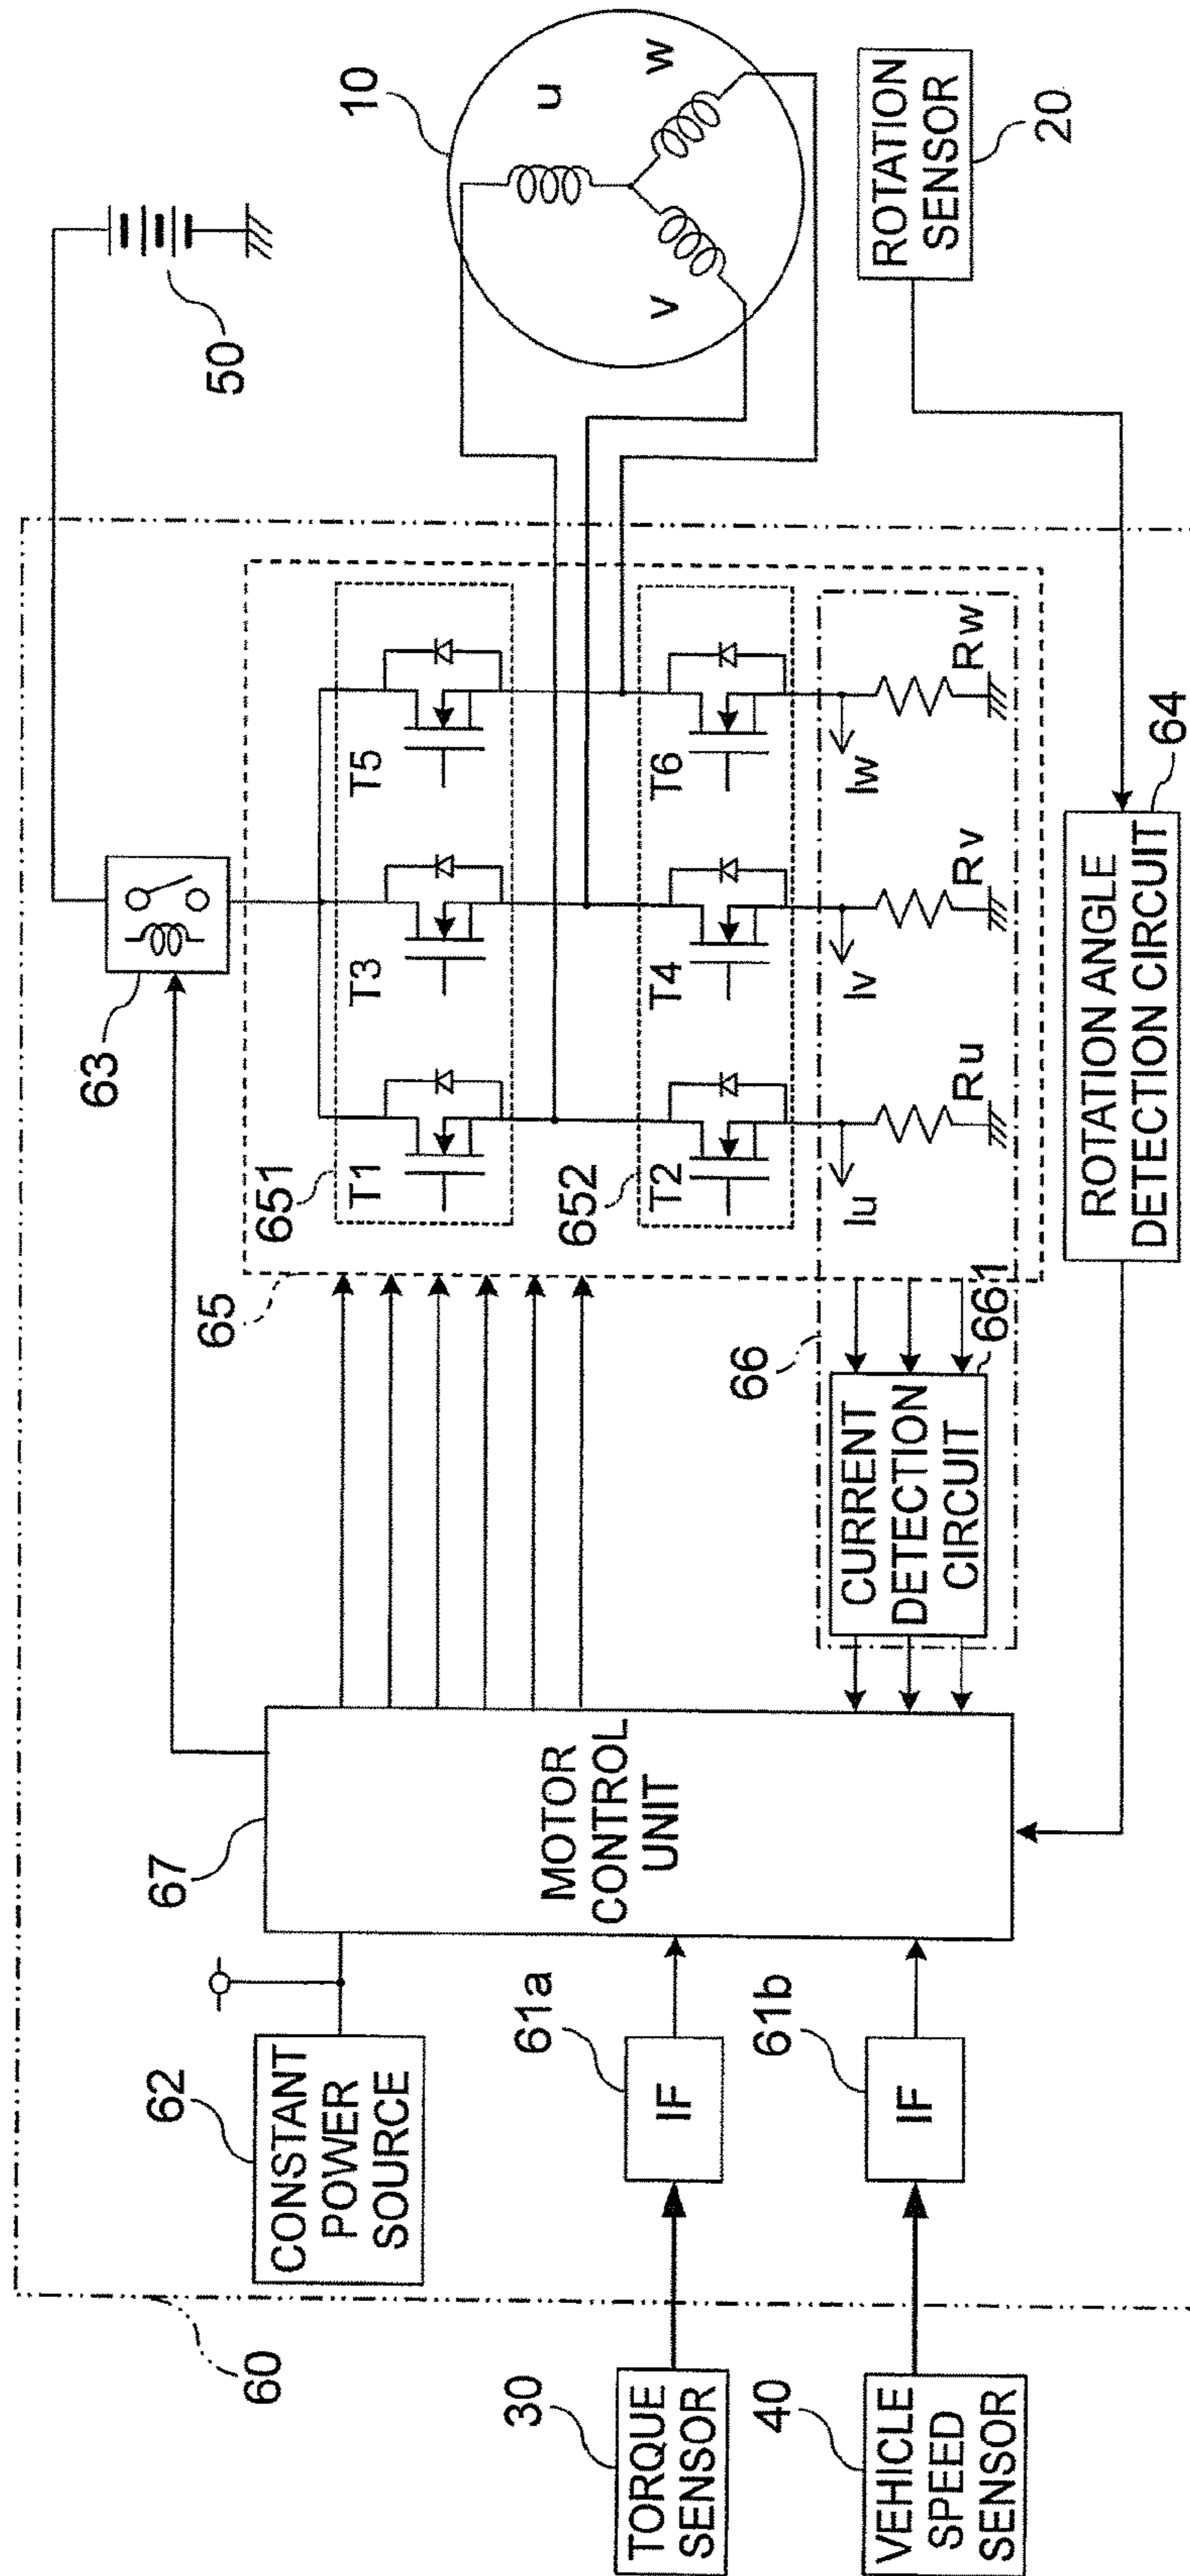 60
30
TORQUE
SENSOR
40
VEHICLE
SPEED
SENSOR
62
CONSTANT
POWER
SOURCE
61a
IF
61b
IF
67
MOTOR
CONTROL
UNIT
63
50
65
651
T1
T3
T5
652
T2
T4
T6
Iu
Iv
Iw
Ru
Rv
Rw
66
661
CURRENT
DETECTION
CIRCUIT
64
ROTATION ANGLE
DETECTION CIRCUIT
10
u
v
w
20
ROTATION
SENSOR